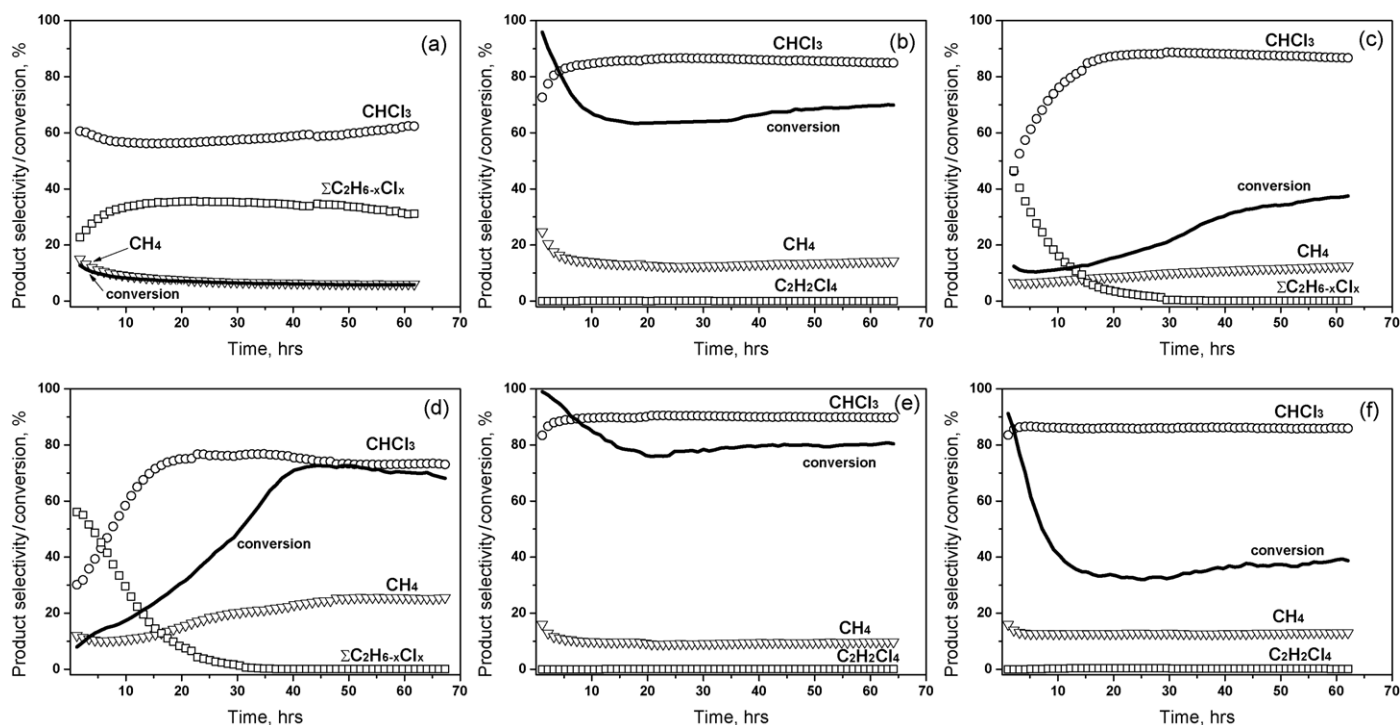 Product selectivity/conversion, %
100
80
60
40
20
0
(a)
CHCl₃
ΣC₂H₆₋ₓClₓ
CH₄
conversion
10 20 30 40 50 60 70
Time, hrs
Product selectivity/conversion, %
100
80
60
40
20
0
(b)
CHCl₃
conversion
CH₄
C₂H₂Cl₄
0 10 20 30 40 50 60 70
Time, hrs
Product selectivity/conversion, %
100
80
60
40
20
0
(c)
CHCl₃
conversion
CH₄
ΣC₂H₆₋ₓClₓ
0 10 20 30 40 50 60 70
Time, hrs
Product selectivity/conversion, %
100
80
60
40
20
0
(d)
CHCl₃
conversion
CH₄
ΣC₂H₆₋ₓClₓ
10 20 30 40 50 60 70
Time, hrs
Product selectivity/conversion, %
100
80
60
40
20
0
(e)
CHCl₃
conversion
CH₄
C₂H₂Cl₄
0 10 20 30 40 50 60 70
Time, hrs
Product selectivity/conversion, %
100
80
60
40
20
0
(f)
CHCl₃
conversion
CH₄
C₂H₂Cl₄
0 10 20 30 40 50 60 70
Time, hrs